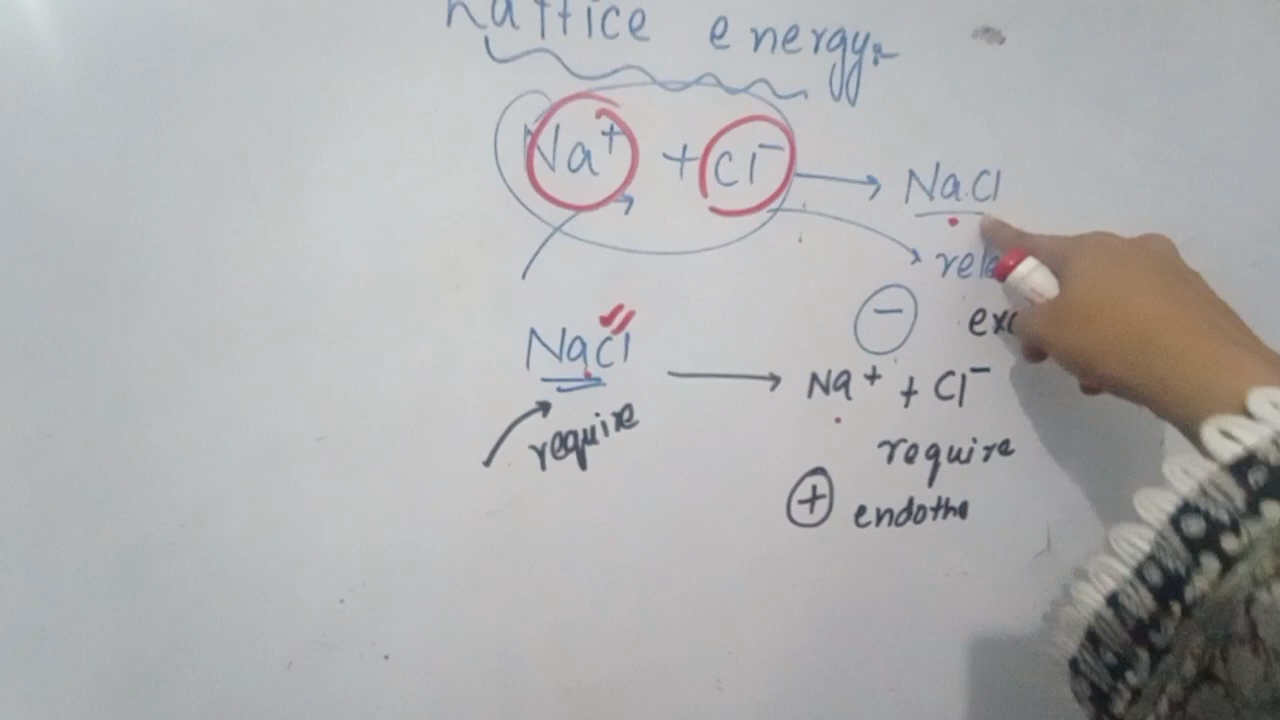 Lattice energy:-
Na⁺ + Cl⁻ → NaCl
⊖
NaCl → Na⁺ + Cl⁻
require
require
⊕ endothe